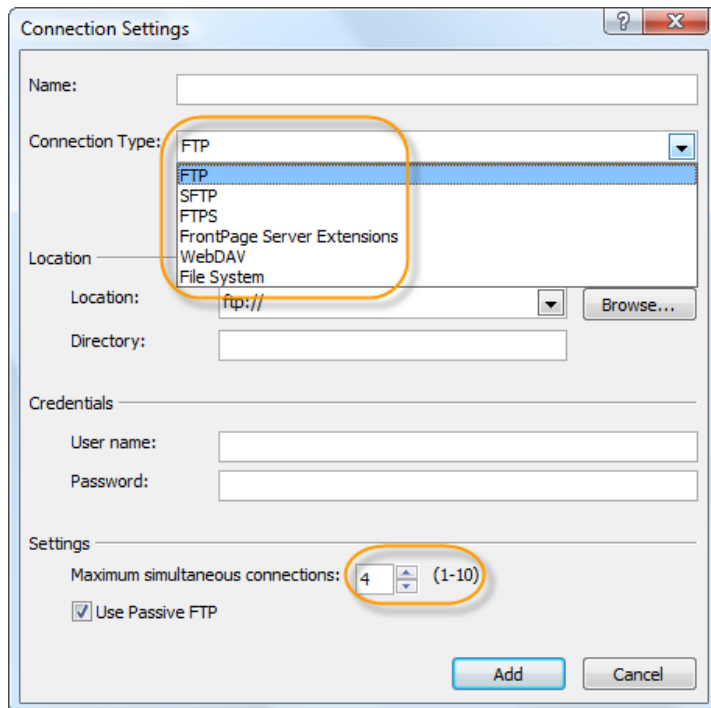 Connection Settings
?
Name:
Connection Type: FTP
FTP
SFTP
FTPS
FrontPage Server Extensions
WebDAV
File System
Location
Location: ftp:// Browse...
Directory:
Credentials
User name:
Password:
Settings
Maximum simultaneous connections: 4 (1-10)
Use Passive FTP
Add Cancel